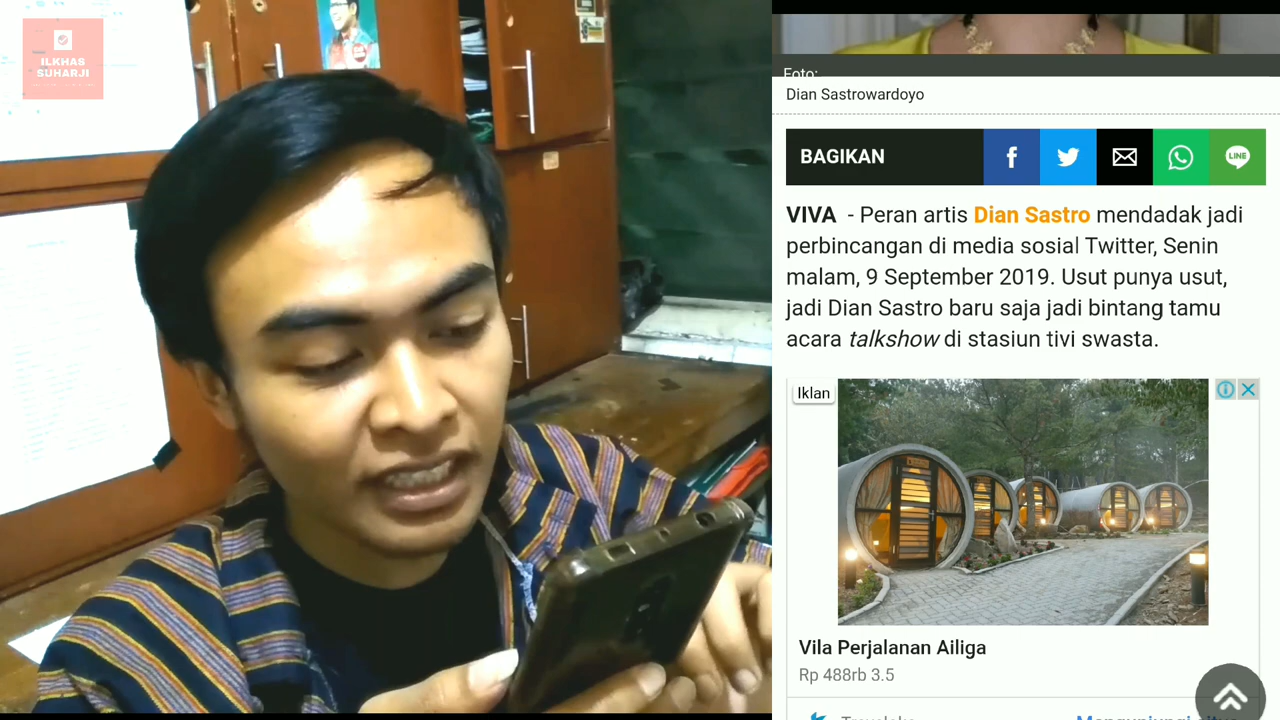 ILKHAS
SUHARJI
Foto:
Dian Sastrowardoyo
BAGIKAN
LINE
VIVA - Peran artis Dian Sastro mendadak jadi
perbincangan di media sosial Twitter, Senin
malam, 9 September 2019. Usut punya usut,
jadi Dian Sastro baru saja jadi bintang tamu
acara talkshow di stasiun tivi swasta.
Iklan
Vila Perjalanan Ailiga
Rp 488rb 3.5
Traveloka